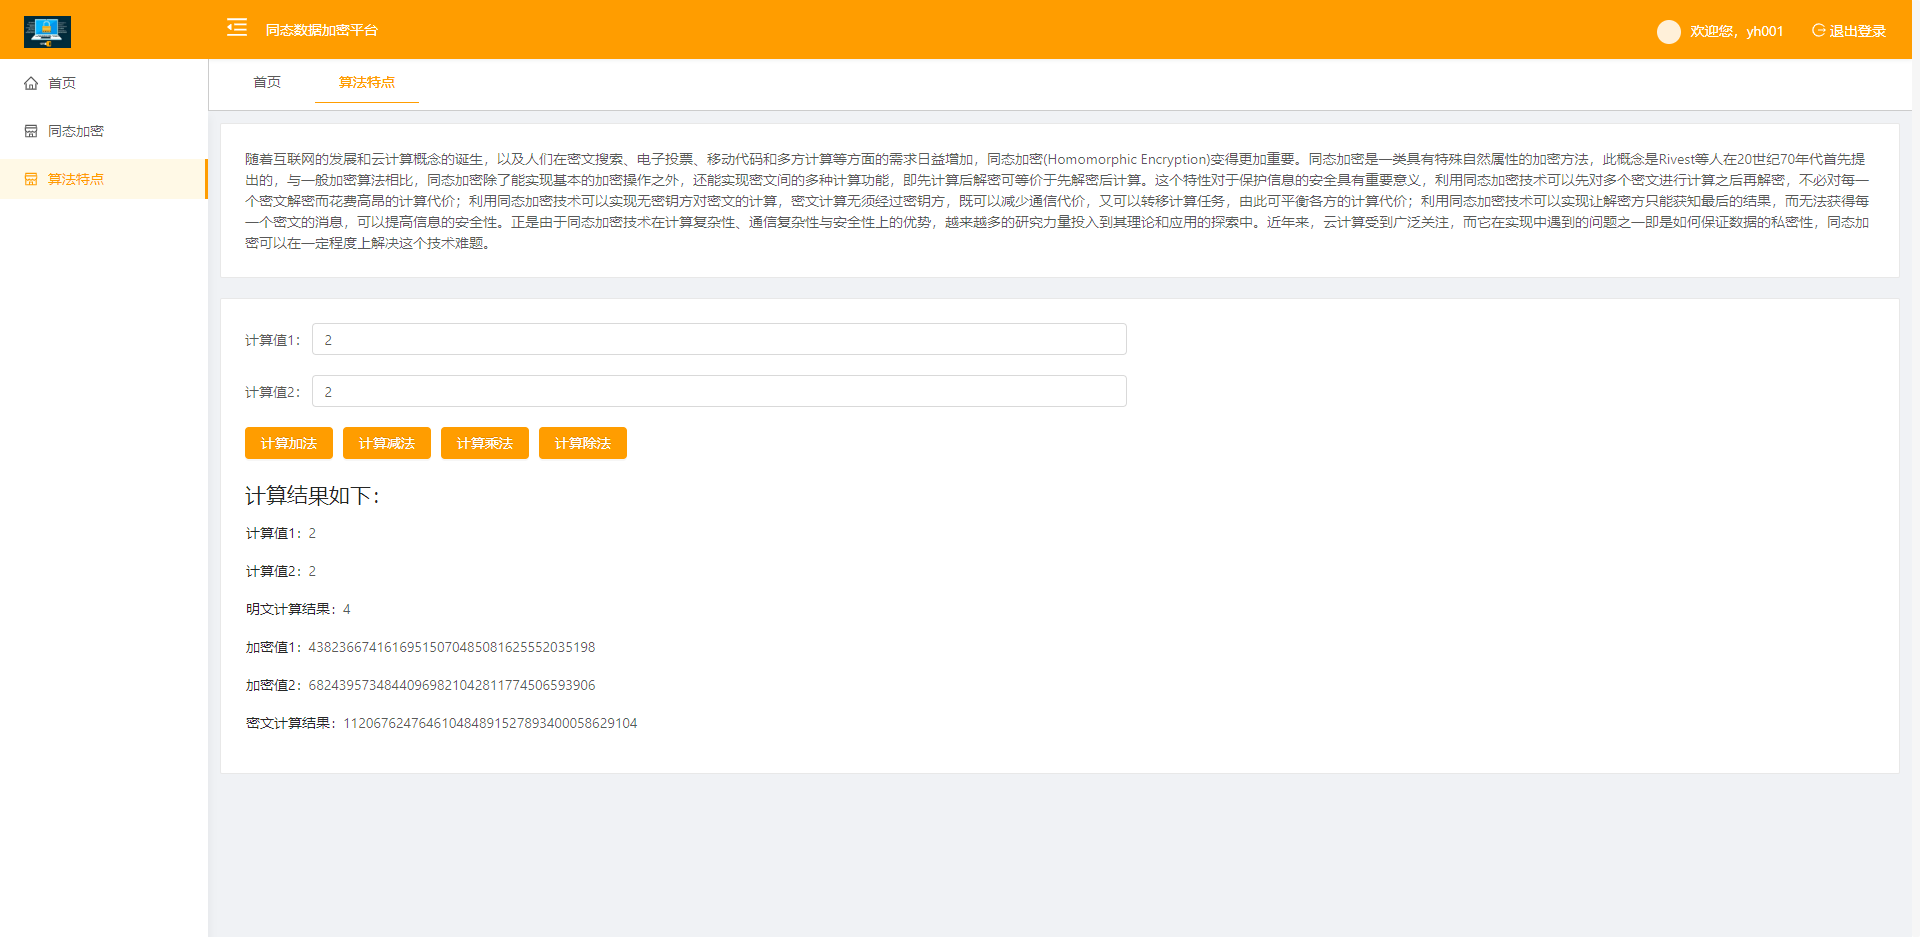 同态数据加密平台
欢迎您，yh001
退出登录
首页
同态加密
算法特点
首页
算法特点
随着互联网的发展和云计算概念的诞生，以及人们在密文搜索、电子投票、移动代码和多方计算等方面的需求日益增加，同态加密(Homomorphic Encryption)变得更加重要。同态加密是一类具有特殊自然属性的加密方法，此概念是Rivest等人在20世纪70年代首先提
出的，与一般加密算法相比，同态加密除了能实现基本的加密操作之外，还能实现密文间的多种计算功能，即先计算后解密可等价于先解密后计算。这个特性对于保护信息的安全具有重要意义，利用同态加密技术可以先对多个密文进行计算之后再解密，不必对每一
个密文解密而花费高昂的计算代价；利用同态加密技术可以实现无密钥方对密文的计算，密文计算无须经过密钥方，既可以减少通信代价，又可以转移计算任务，由此可平衡各方的计算代价；利用同态加密技术可以实现让解密方只能获知最后的结果，而无法获得每
一个密文的消息，可以提高信息的安全性。正是由于同态加密技术在计算复杂性、通信复杂性与安全性上的优势，越来越多的研究力量投入到其理论和应用的探索中。近年来，云计算受到广泛关注，而它在实现中遇到的问题之一即是如何保证数据的私密性，同态加
密可以在一定程度上解决这个技术难题。
计算值1： 2
计算值2： 2
计算加法 计算减法 计算乘法 计算除法
计算结果如下：
计算值1：2
计算值2：2
明文计算结果：4
加密值1：43823667416169515070485081625552035198
加密值2：68243957348440969821042811774506593906
密文计算结果：112067624764610484891527893400058629104